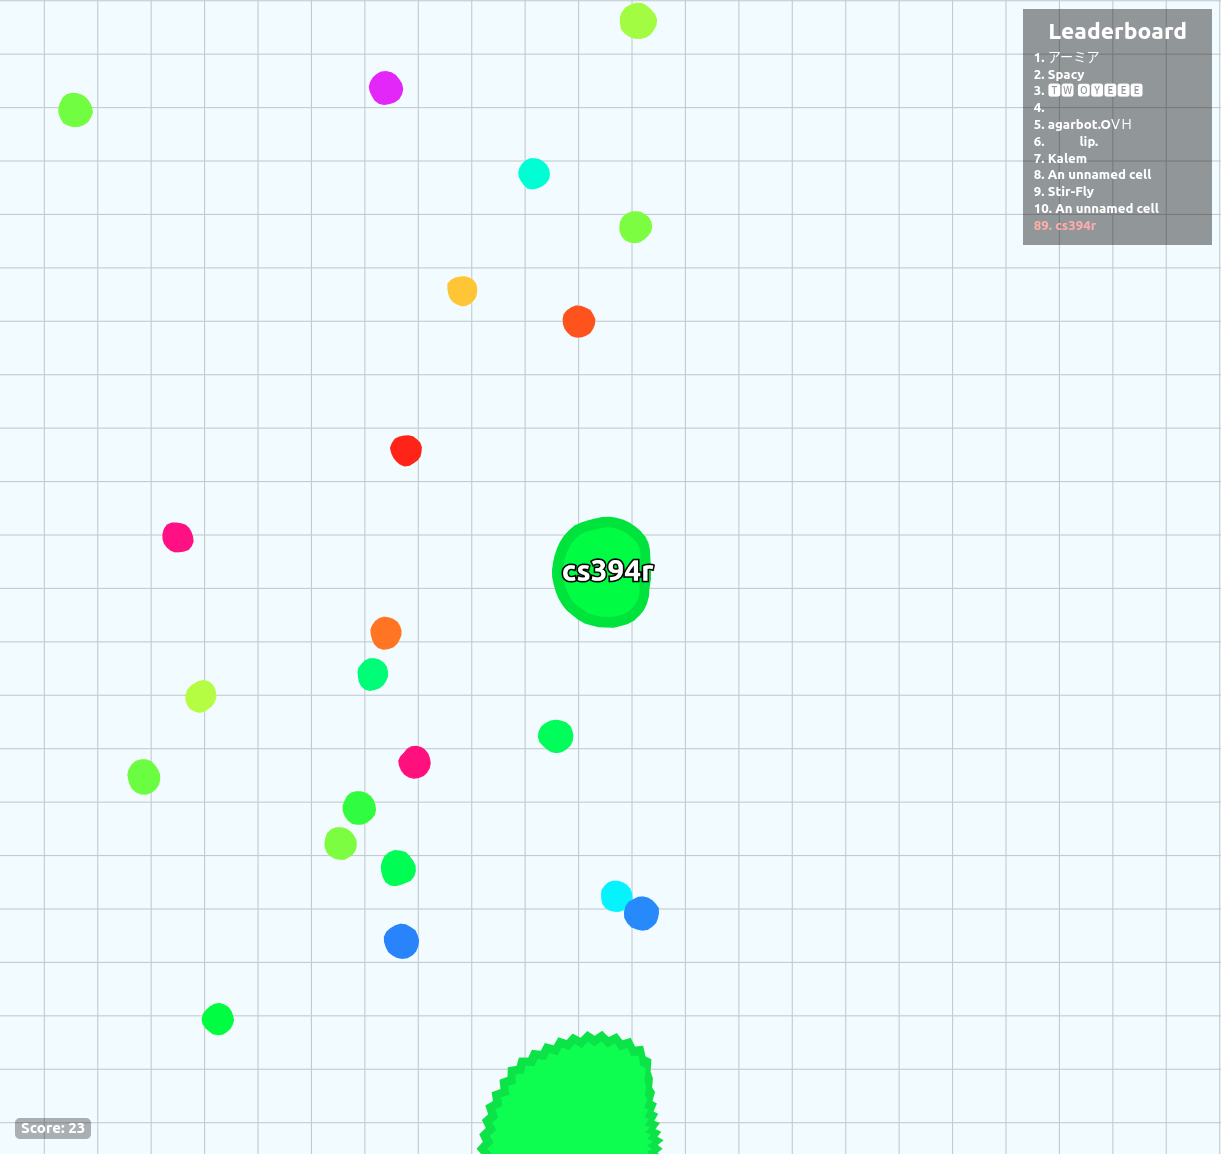 Leaderboard
1. アーミア
2. Spacy
3. 🆃🆆 🅾🆈🅴🅴🅴
4.
5. agarbot.OVH
6. lip.
7. Kalem
8. An unnamed cell
9. Stir-Fly
10. An unnamed cell
89. cs394r
cs394r
Score: 23